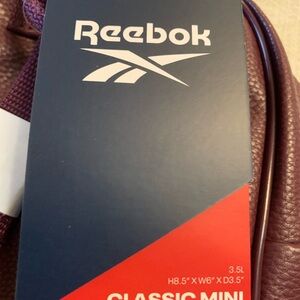 Reebok
3.5L
H8.5" X W6" X D3.5"
CLASSIC MINI